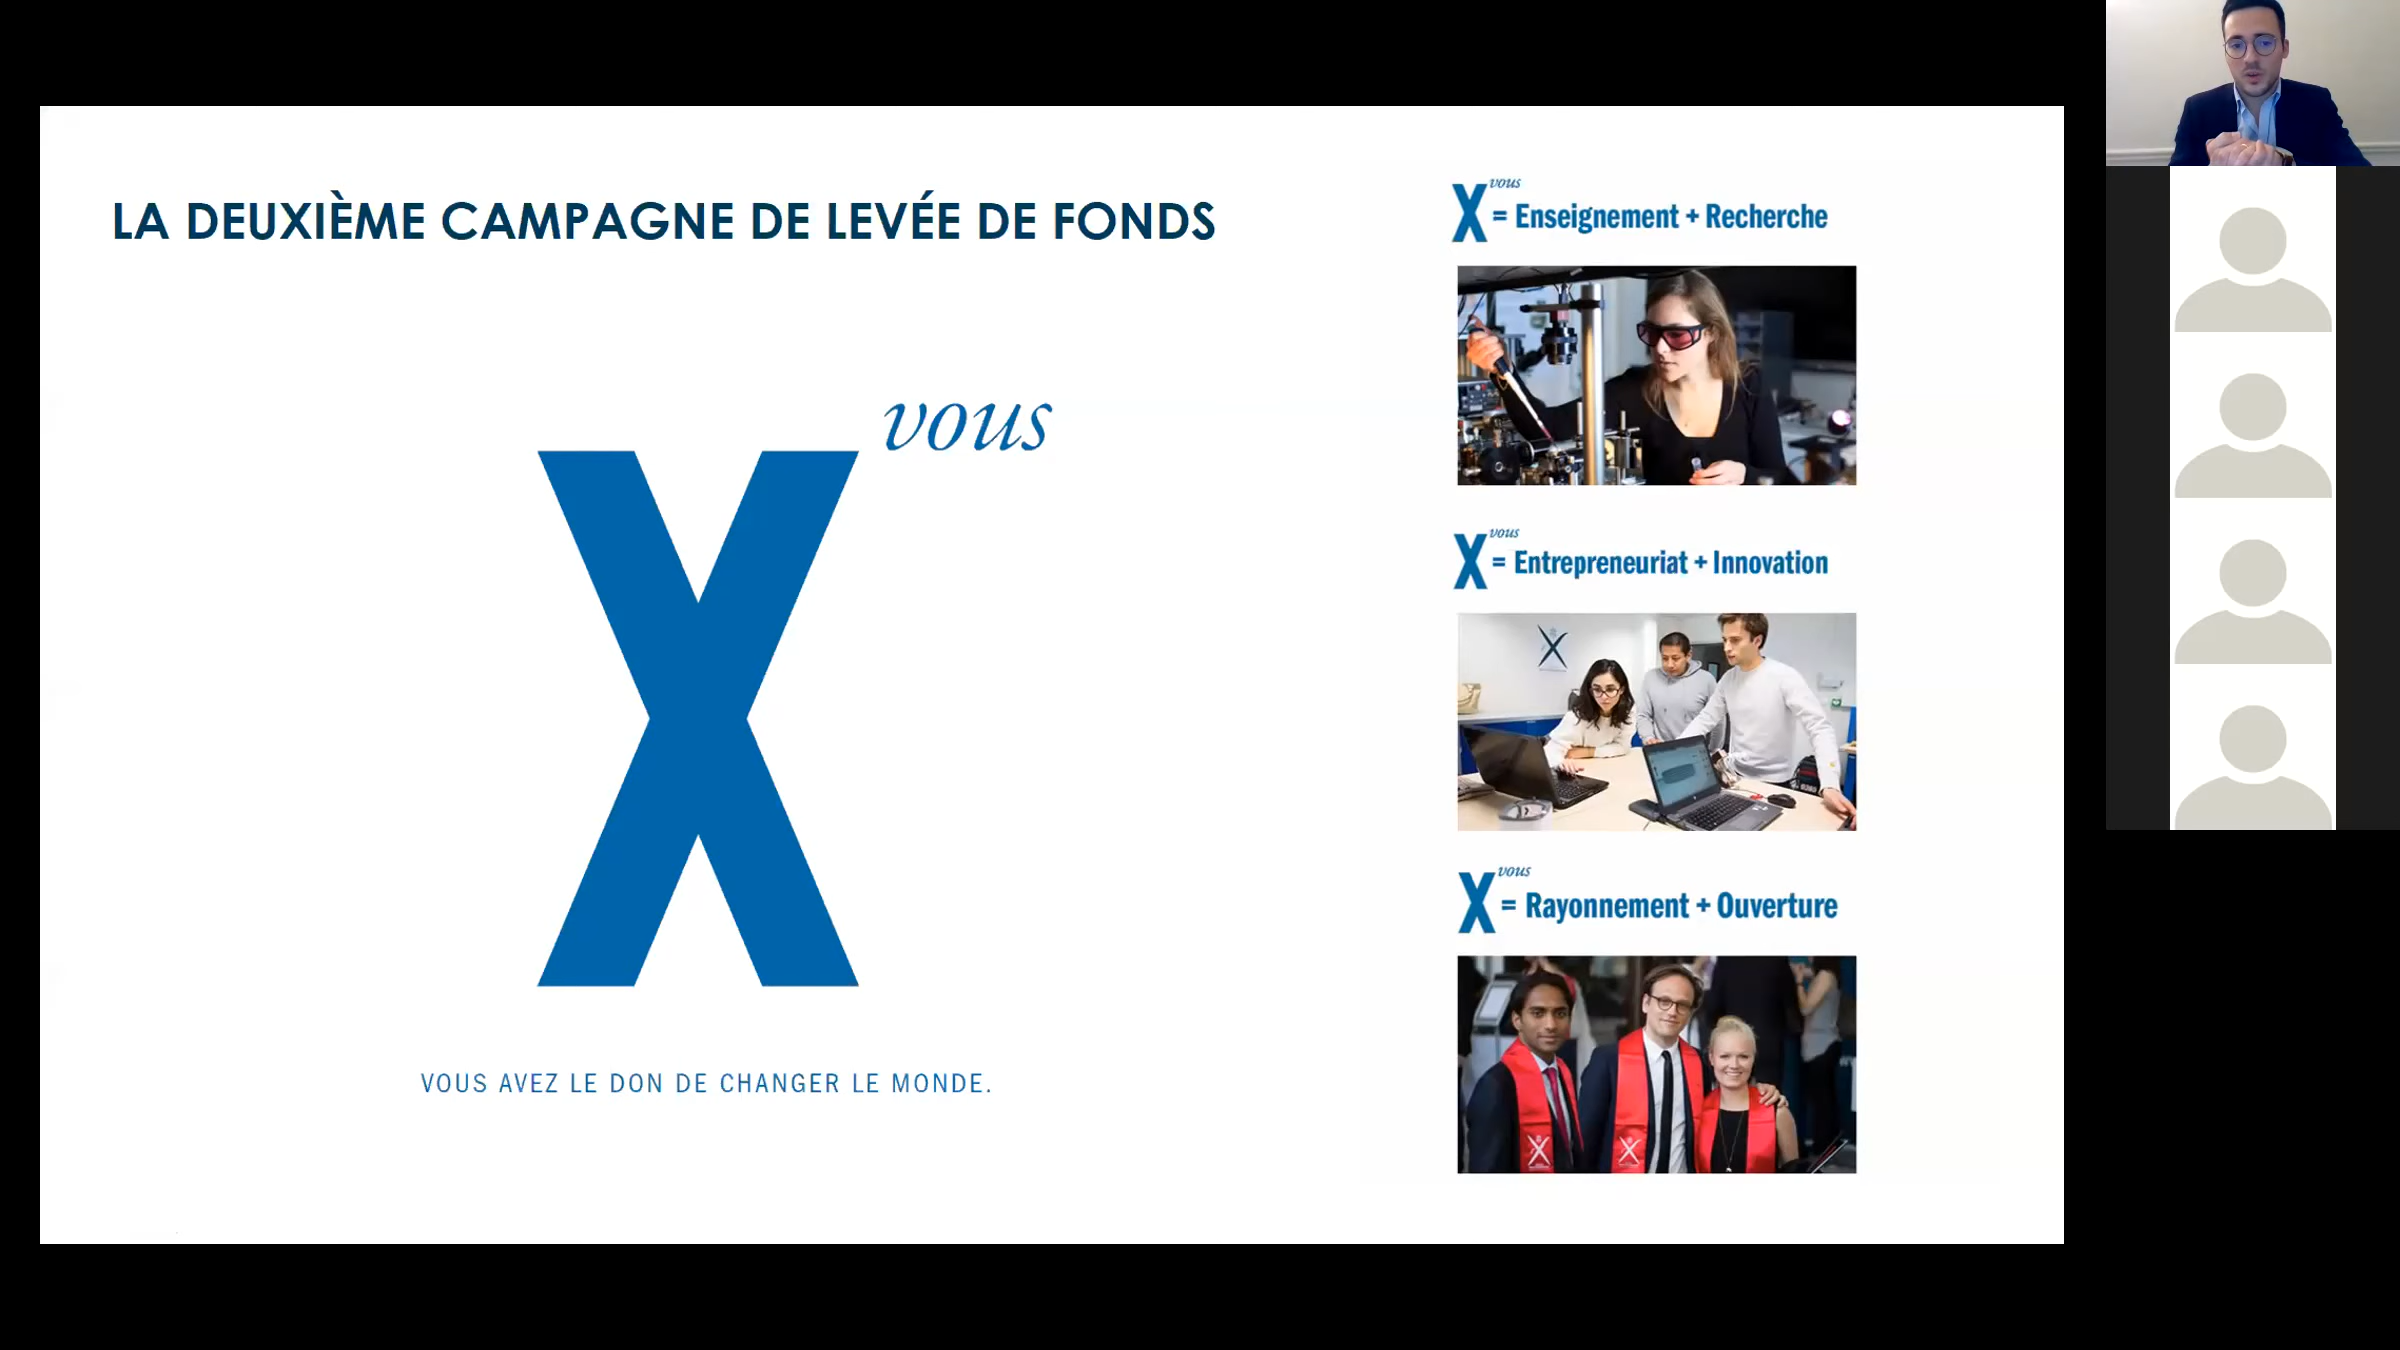 LA DEUXIÈME CAMPAGNE DE LEVÉE DE FONDS
X vous
VOUS AVEZ LE DON DE CHANGER LE MONDE.
X vous = Enseignement + Recherche
X vous = Entrepreneuriat + Innovation
X vous = Rayonnement + Ouverture